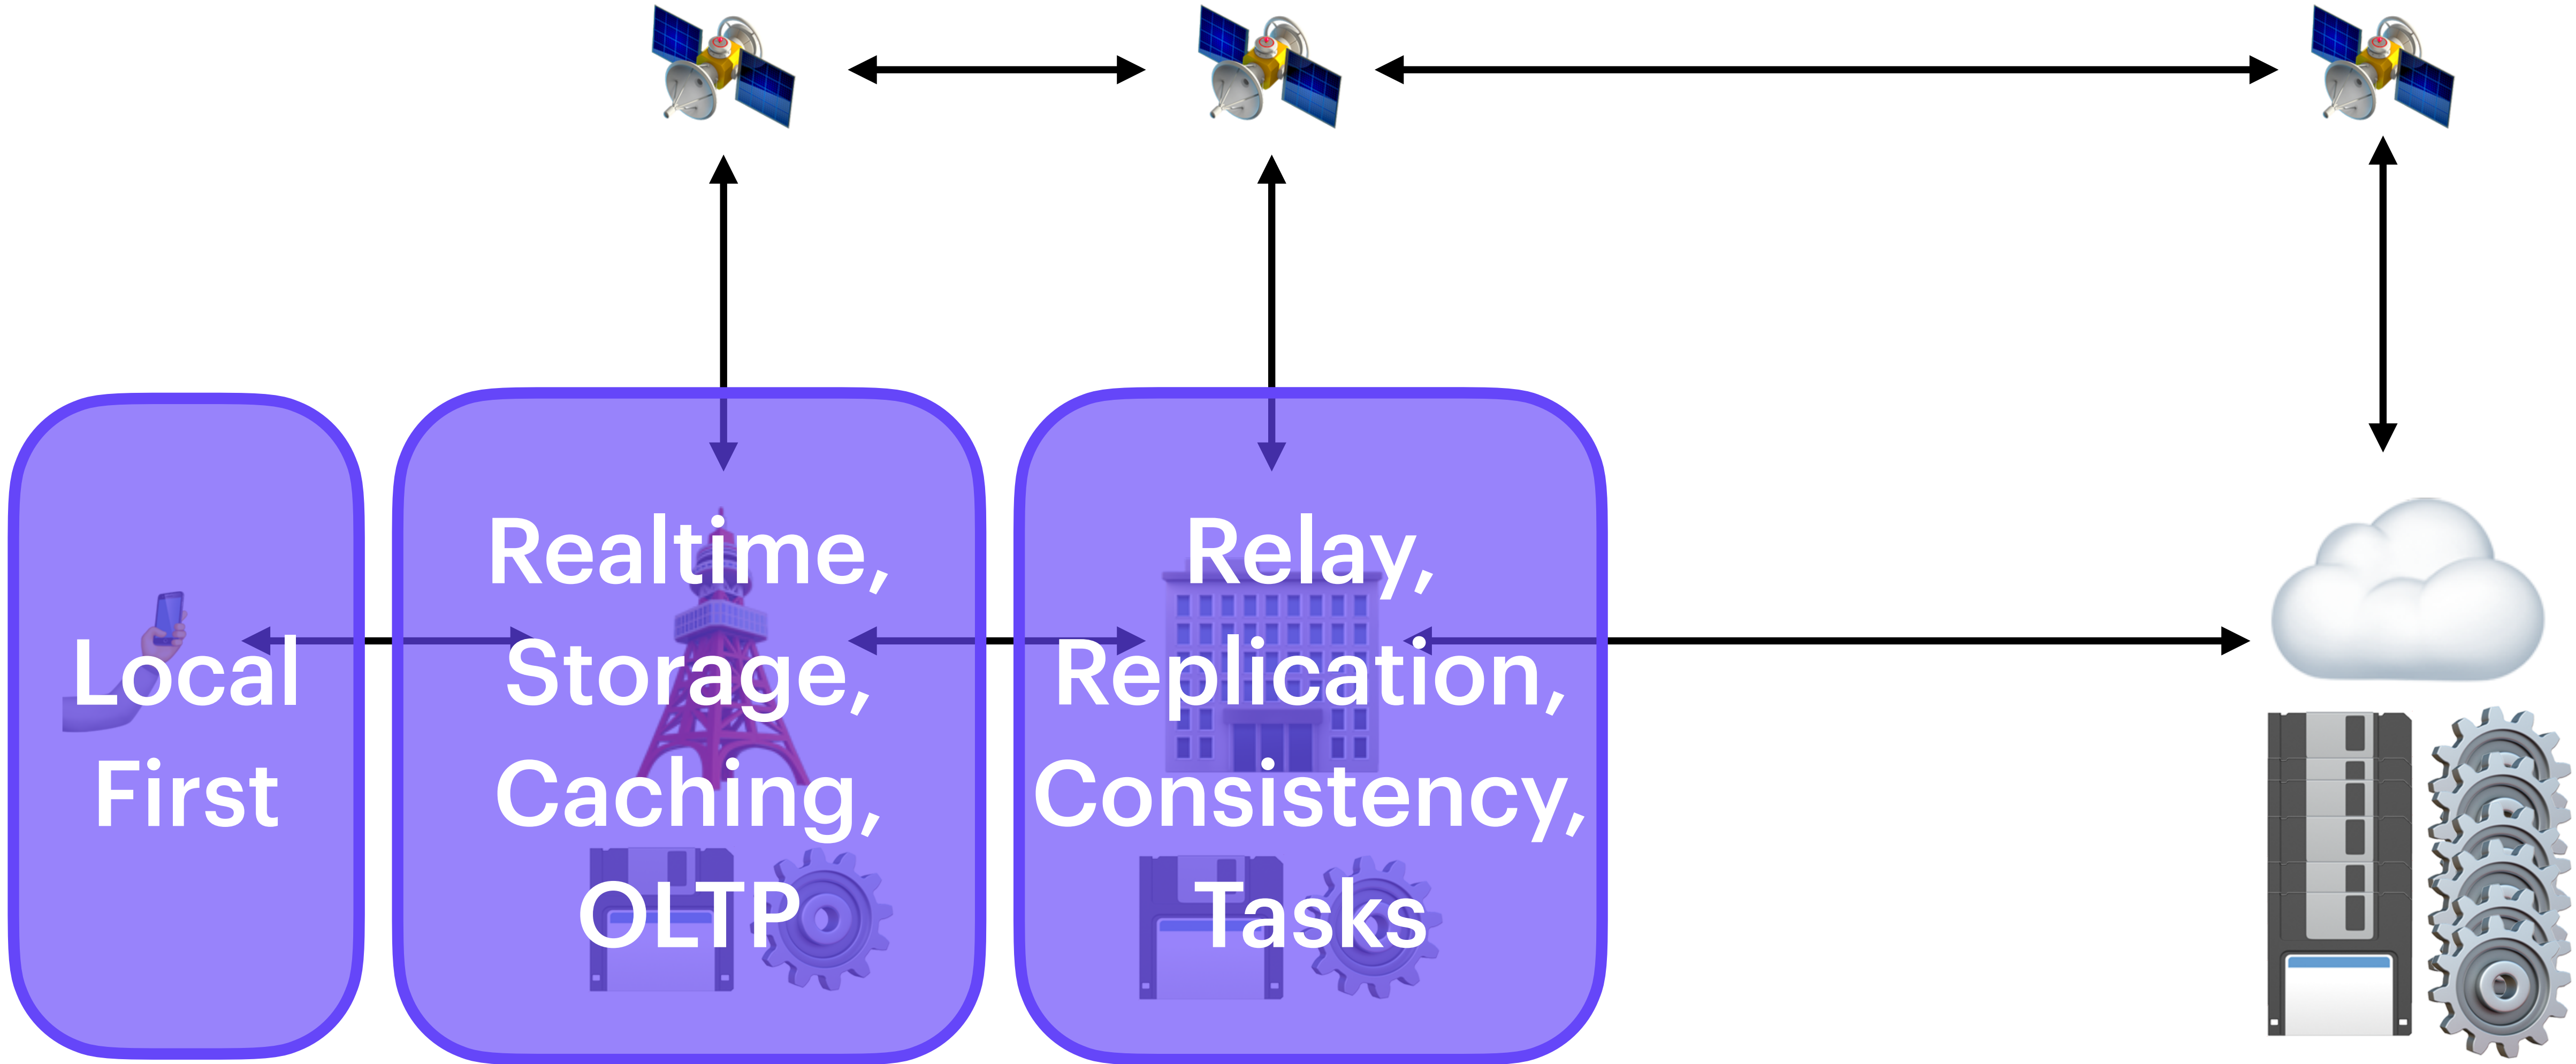 Local
First
Realtime,
Storage,
Caching,
OLTP
Relay,
Replication,
Consistency,
Tasks